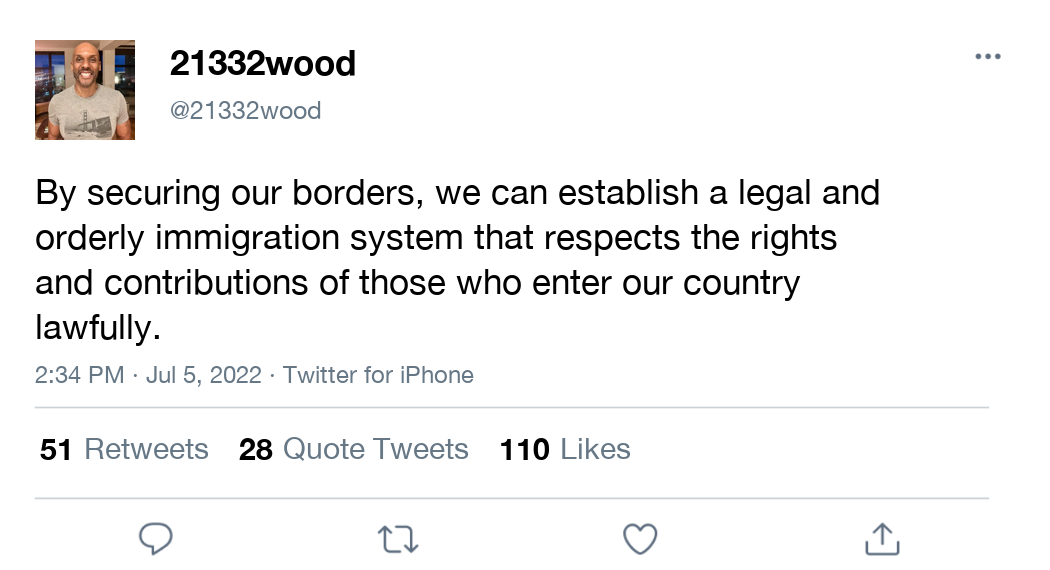 21332wood
@21332wood
By securing our borders, we can establish a legal and
orderly immigration system that respects the rights
and contributions of those who enter our country
lawfully.
2:34 PM · Jul 5, 2022 · Twitter for iPhone
51 Retweets 28 Quote Tweets 110 Likes